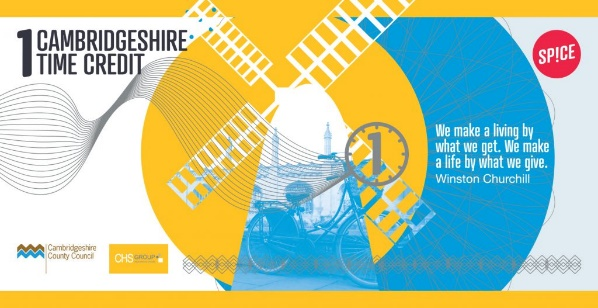 1 CAMBRIDGESHIRE
TIME CREDIT
SP!CE
1
We make a living by
what we get. We make
a life by what we give.
Winston Churchill
Cambridgeshire
County Council
CHS GROUP